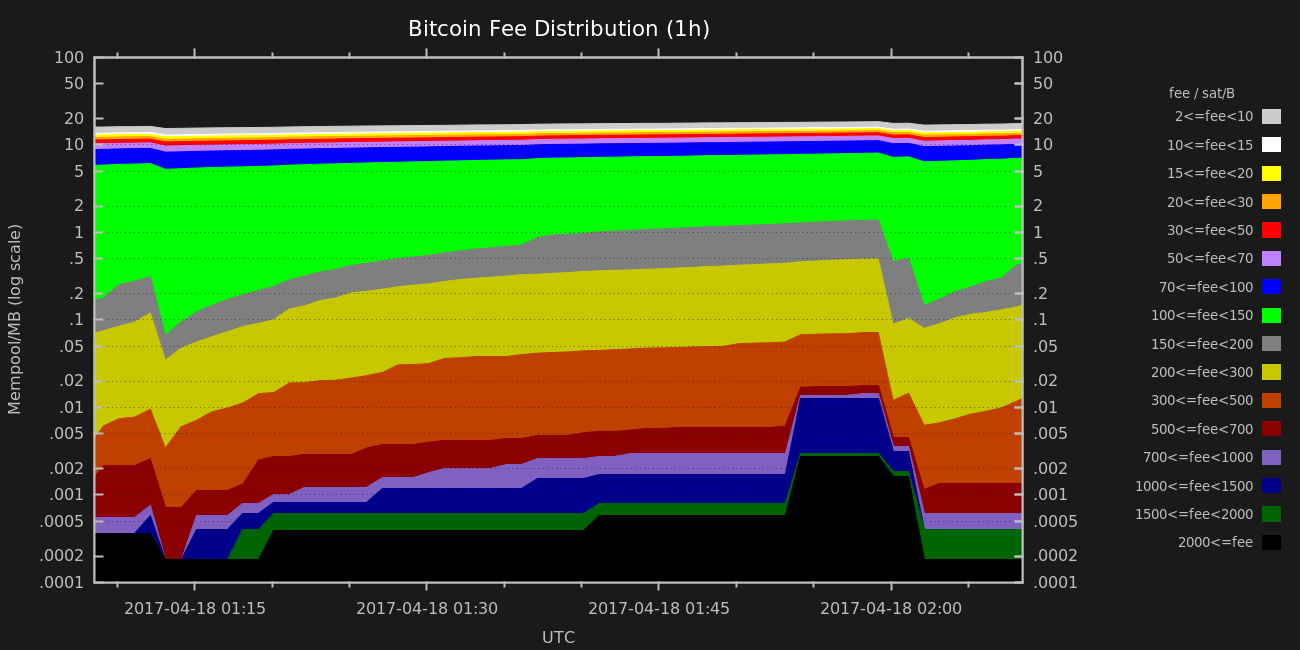 Bitcoin Fee Distribution (1h)
Mempool/MB (log scale)
100
50
20
10
5
2
1
.5
.2
.1
.05
.02
.01
.005
.002
.001
.0005
.0002
.0001
100
50
20
10
5
2
1
.5
.2
.1
.05
.02
.01
.005
.002
.001
.0005
.0002
.0001
2017-04-18 01:15
2017-04-18 01:30
2017-04-18 01:45
2017-04-18 02:00
UTC
fee / sat/B
2<=fee<10
10<=fee<15
15<=fee<20
20<=fee<30
30<=fee<50
50<=fee<70
70<=fee<100
100<=fee<150
150<=fee<200
200<=fee<300
300<=fee<500
500<=fee<700
700<=fee<1000
1000<=fee<1500
1500<=fee<2000
2000<=fee